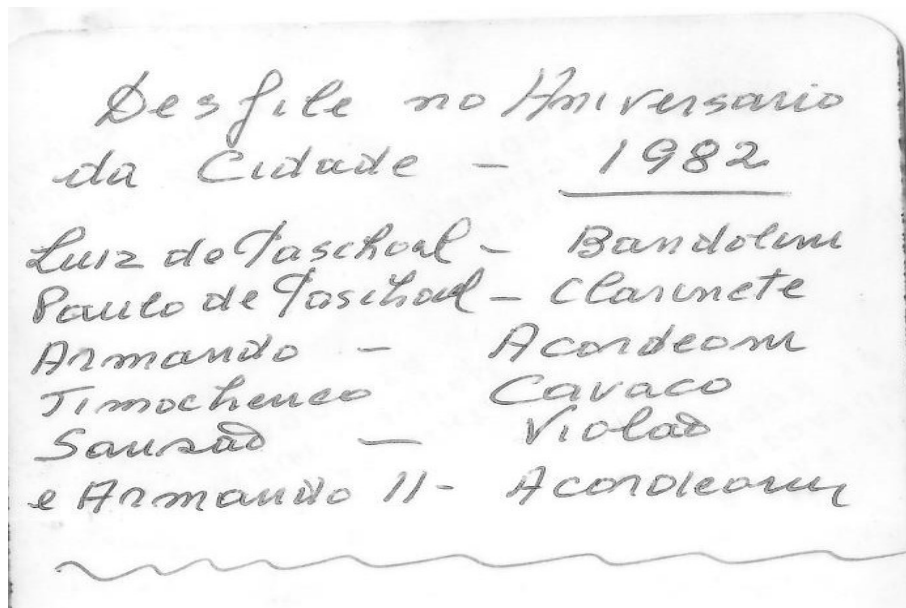 Desfile no Aniversario
da Cidade - 1982
Luiz de Paschoal - Bandolim
Paulo de Paschoal - Clarinete
Armando - Acordeom
Timochenco Cavaco
Sansão - Violão
e Armando II - Acordeom